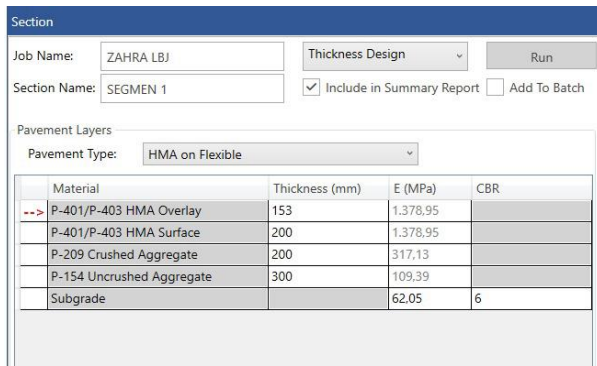 Section
Job Name: ZAHRA LBJ Thickness Design Run
Section Name: SEGMEN 1 Include in Summary Report Add To Batch
Pavement Layers
Pavement Type: HMA on Flexible
Material Thickness (mm) E (MPa) CBR
--> P-401/P-403 HMA Overlay 153 1.378,95
P-401/P-403 HMA Surface 200 1.378,95
P-209 Crushed Aggregate 200 317,13
P-154 Uncrushed Aggregate 300 109,39
Subgrade 62,05 6